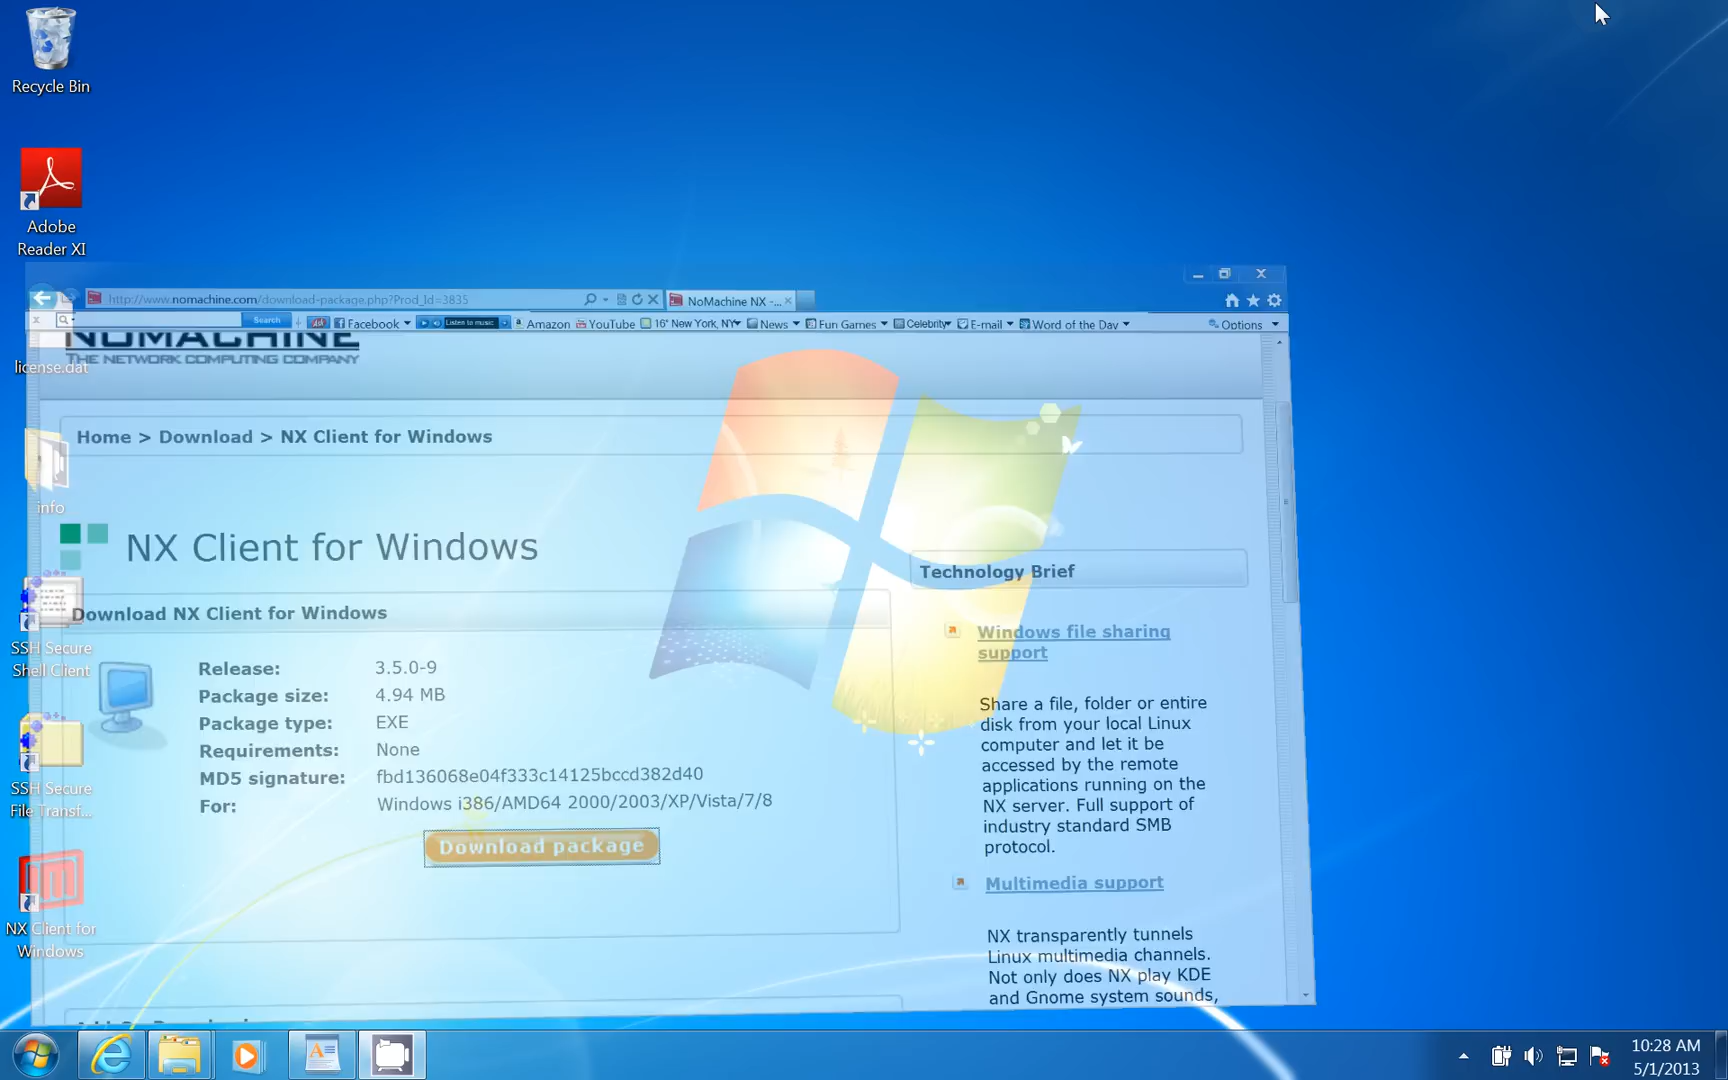 Recycle Bin
Adobe
Reader XI
license.dat
info
SSH Secure
Shell Client
SSH Secure
File Transf...
NX Client for
Windows
http://www.nomachine.com/download-package.php?Prod_Id=3835
NoMachine NX -...
Search
Facebook
Listen to music
Amazon
YouTube
16° New York, NY
News
Fun Games
Celebrity
E-mail
Word of the Day
Options
NOMACHINE
THE NETWORK COMPUTING COMPANY
Home > Download > NX Client for Windows
NX Client for Windows
Download NX Client for Windows
Release: 3.5.0-9
Package size: 4.94 MB
Package type: EXE
Requirements: None
MD5 signature: fbd136068e04f333c14125bccd382d40
For: Windows i386/AMD64 2000/2003/XP/Vista/7/8
Download package
Technology Brief
Windows file sharing
support
Share a file, folder or entire
disk from your local Linux
computer and let it be
accessed by the remote
applications running on the
NX server. Full support of
industry standard SMB
protocol.
Multimedia support
NX transparently tunnels
Linux multimedia channels.
Not only does NX play KDE
and Gnome system sounds,
10:28 AM
5/1/2013